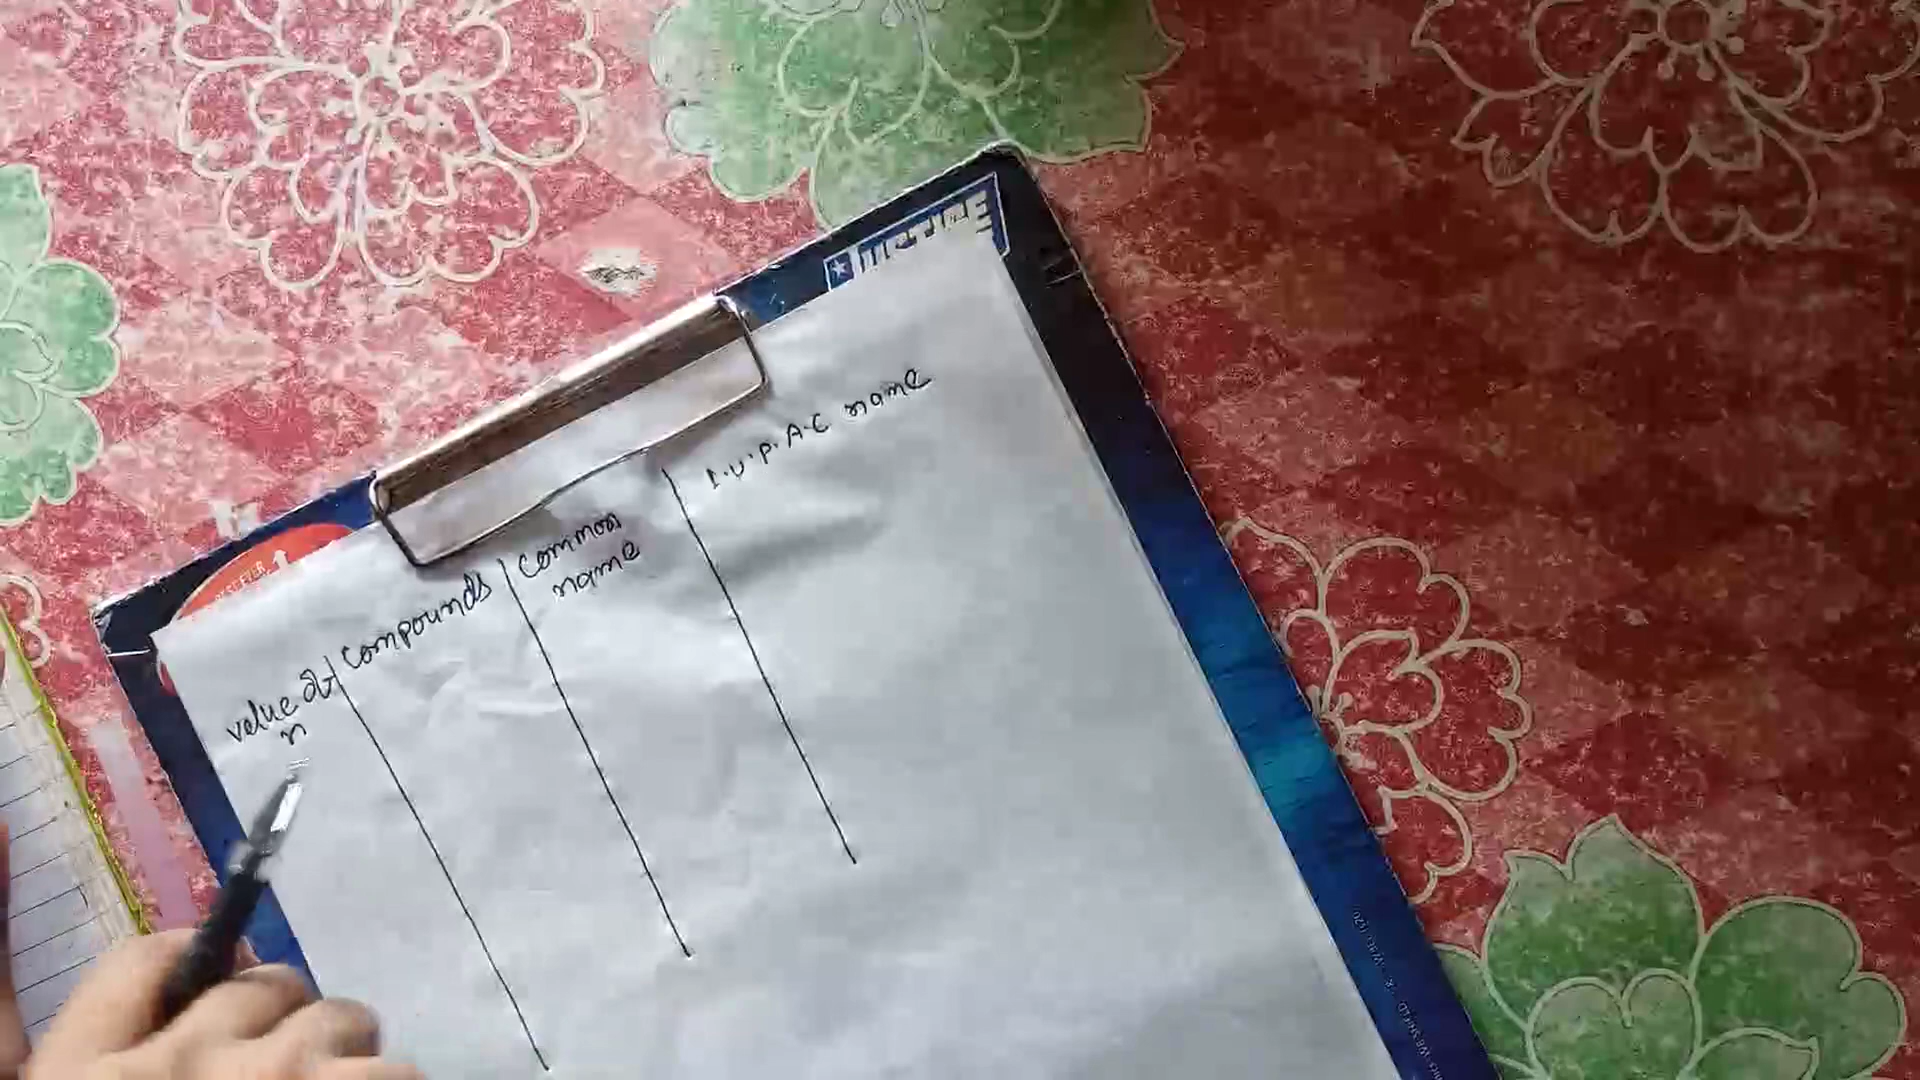 value of
n
compounds
common
name
I.U.P.A.C name